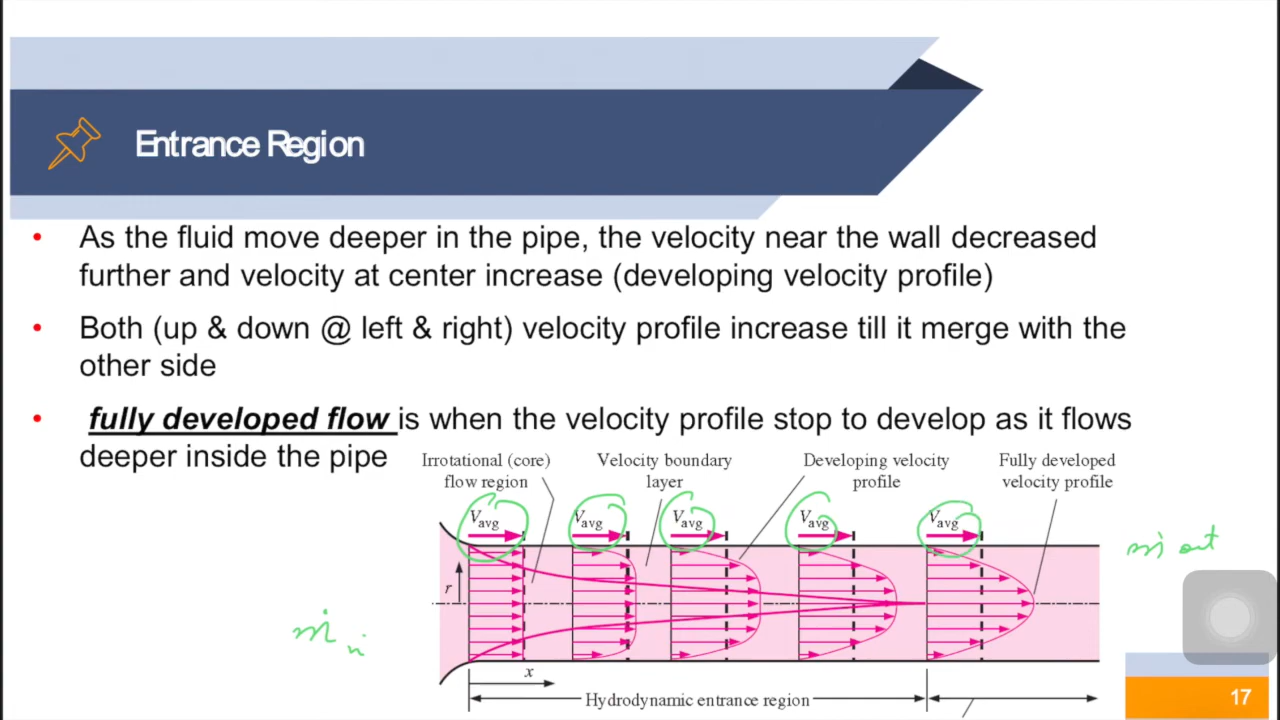 Entrance Region
• As the fluid move deeper in the pipe, the velocity near the wall decreased
further and velocity at center increase (developing velocity profile)
• Both (up & down @ left & right) velocity profile increase till it merge with the
other side
• fully developed flow is when the velocity profile stop to develop as it flows
deeper inside the pipe
Irrotational (core)
flow region
Velocity boundary
layer
Developing velocity
profile
Fully developed
velocity profile
Vavg
Vavg
Vavg
Vavg
Vavg
ṁ out
r
ṁ in
x
Hydrodynamic entrance region
17